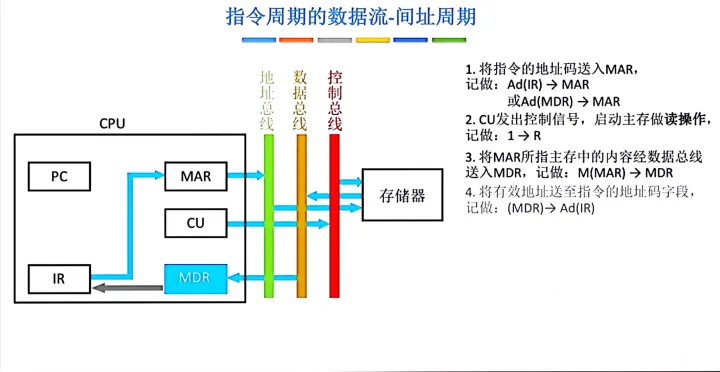 指令周期的数据流-间址周期
地址总线
数据总线
控制总线
CPU
PC
MAR
CU
IR
MDR
存储器
1. 将指令的地址码送入MAR，
记做：Ad(IR) → MAR
或Ad(MDR) → MAR
2. CU发出控制信号，启动主存做读操作，
记做：1 → R
3. 将MAR所指主存中的内容经数据总线
送入MDR，记做：M(MAR) → MDR
4. 将有效地址送至指令的地址码字段，
记做：(MDR)→ Ad(IR)